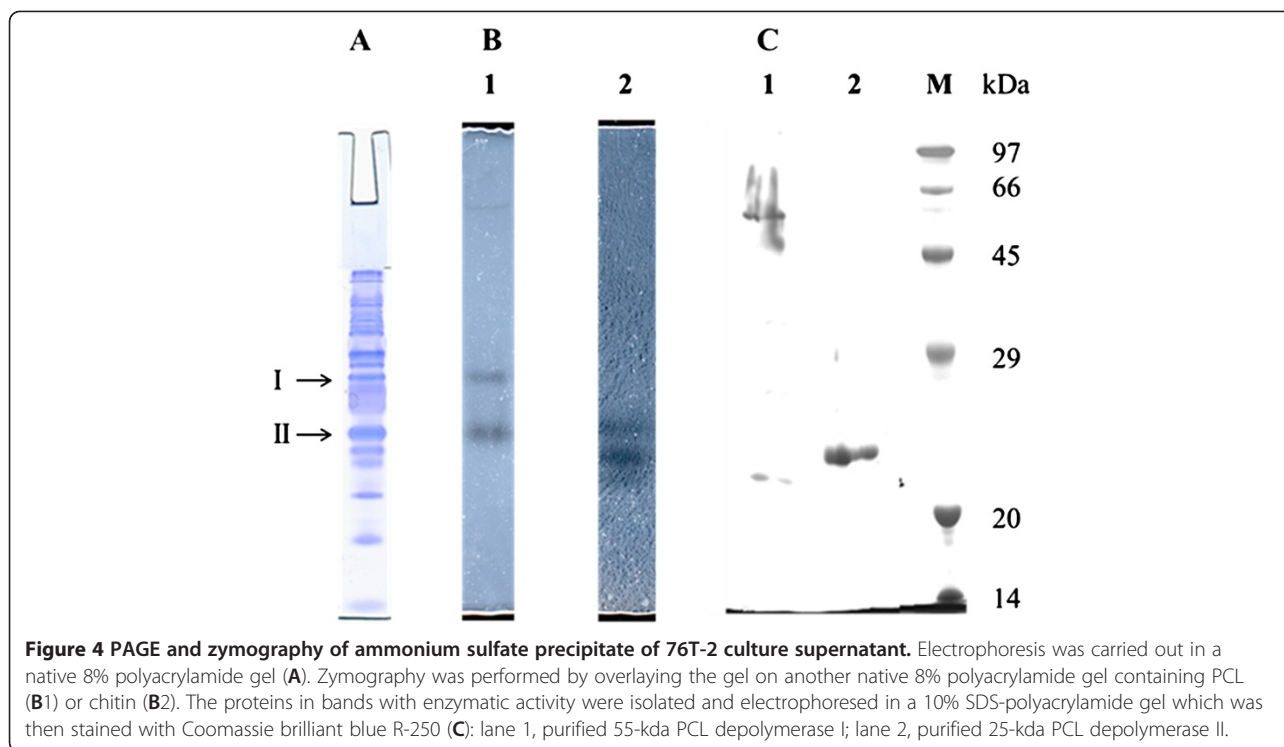 A B C
1 2 1 2 M kDa
97
66
45
29
I →
II →
20
14
Figure 4 PAGE and zymography of ammonium sulfate precipitate of 76T-2 culture supernatant. Electrophoresis was carried out in a
native 8% polyacrylamide gel (A). Zymography was performed by overlaying the gel on another native 8% polyacrylamide gel containing PCL
(B1) or chitin (B2). The proteins in bands with enzymatic activity were isolated and electrophoresed in a 10% SDS-polyacrylamide gel which was
then stained with Coomassie brilliant blue R-250 (C): lane 1, purified 55-kda PCL depolymerase I; lane 2, purified 25-kda PCL depolymerase II.